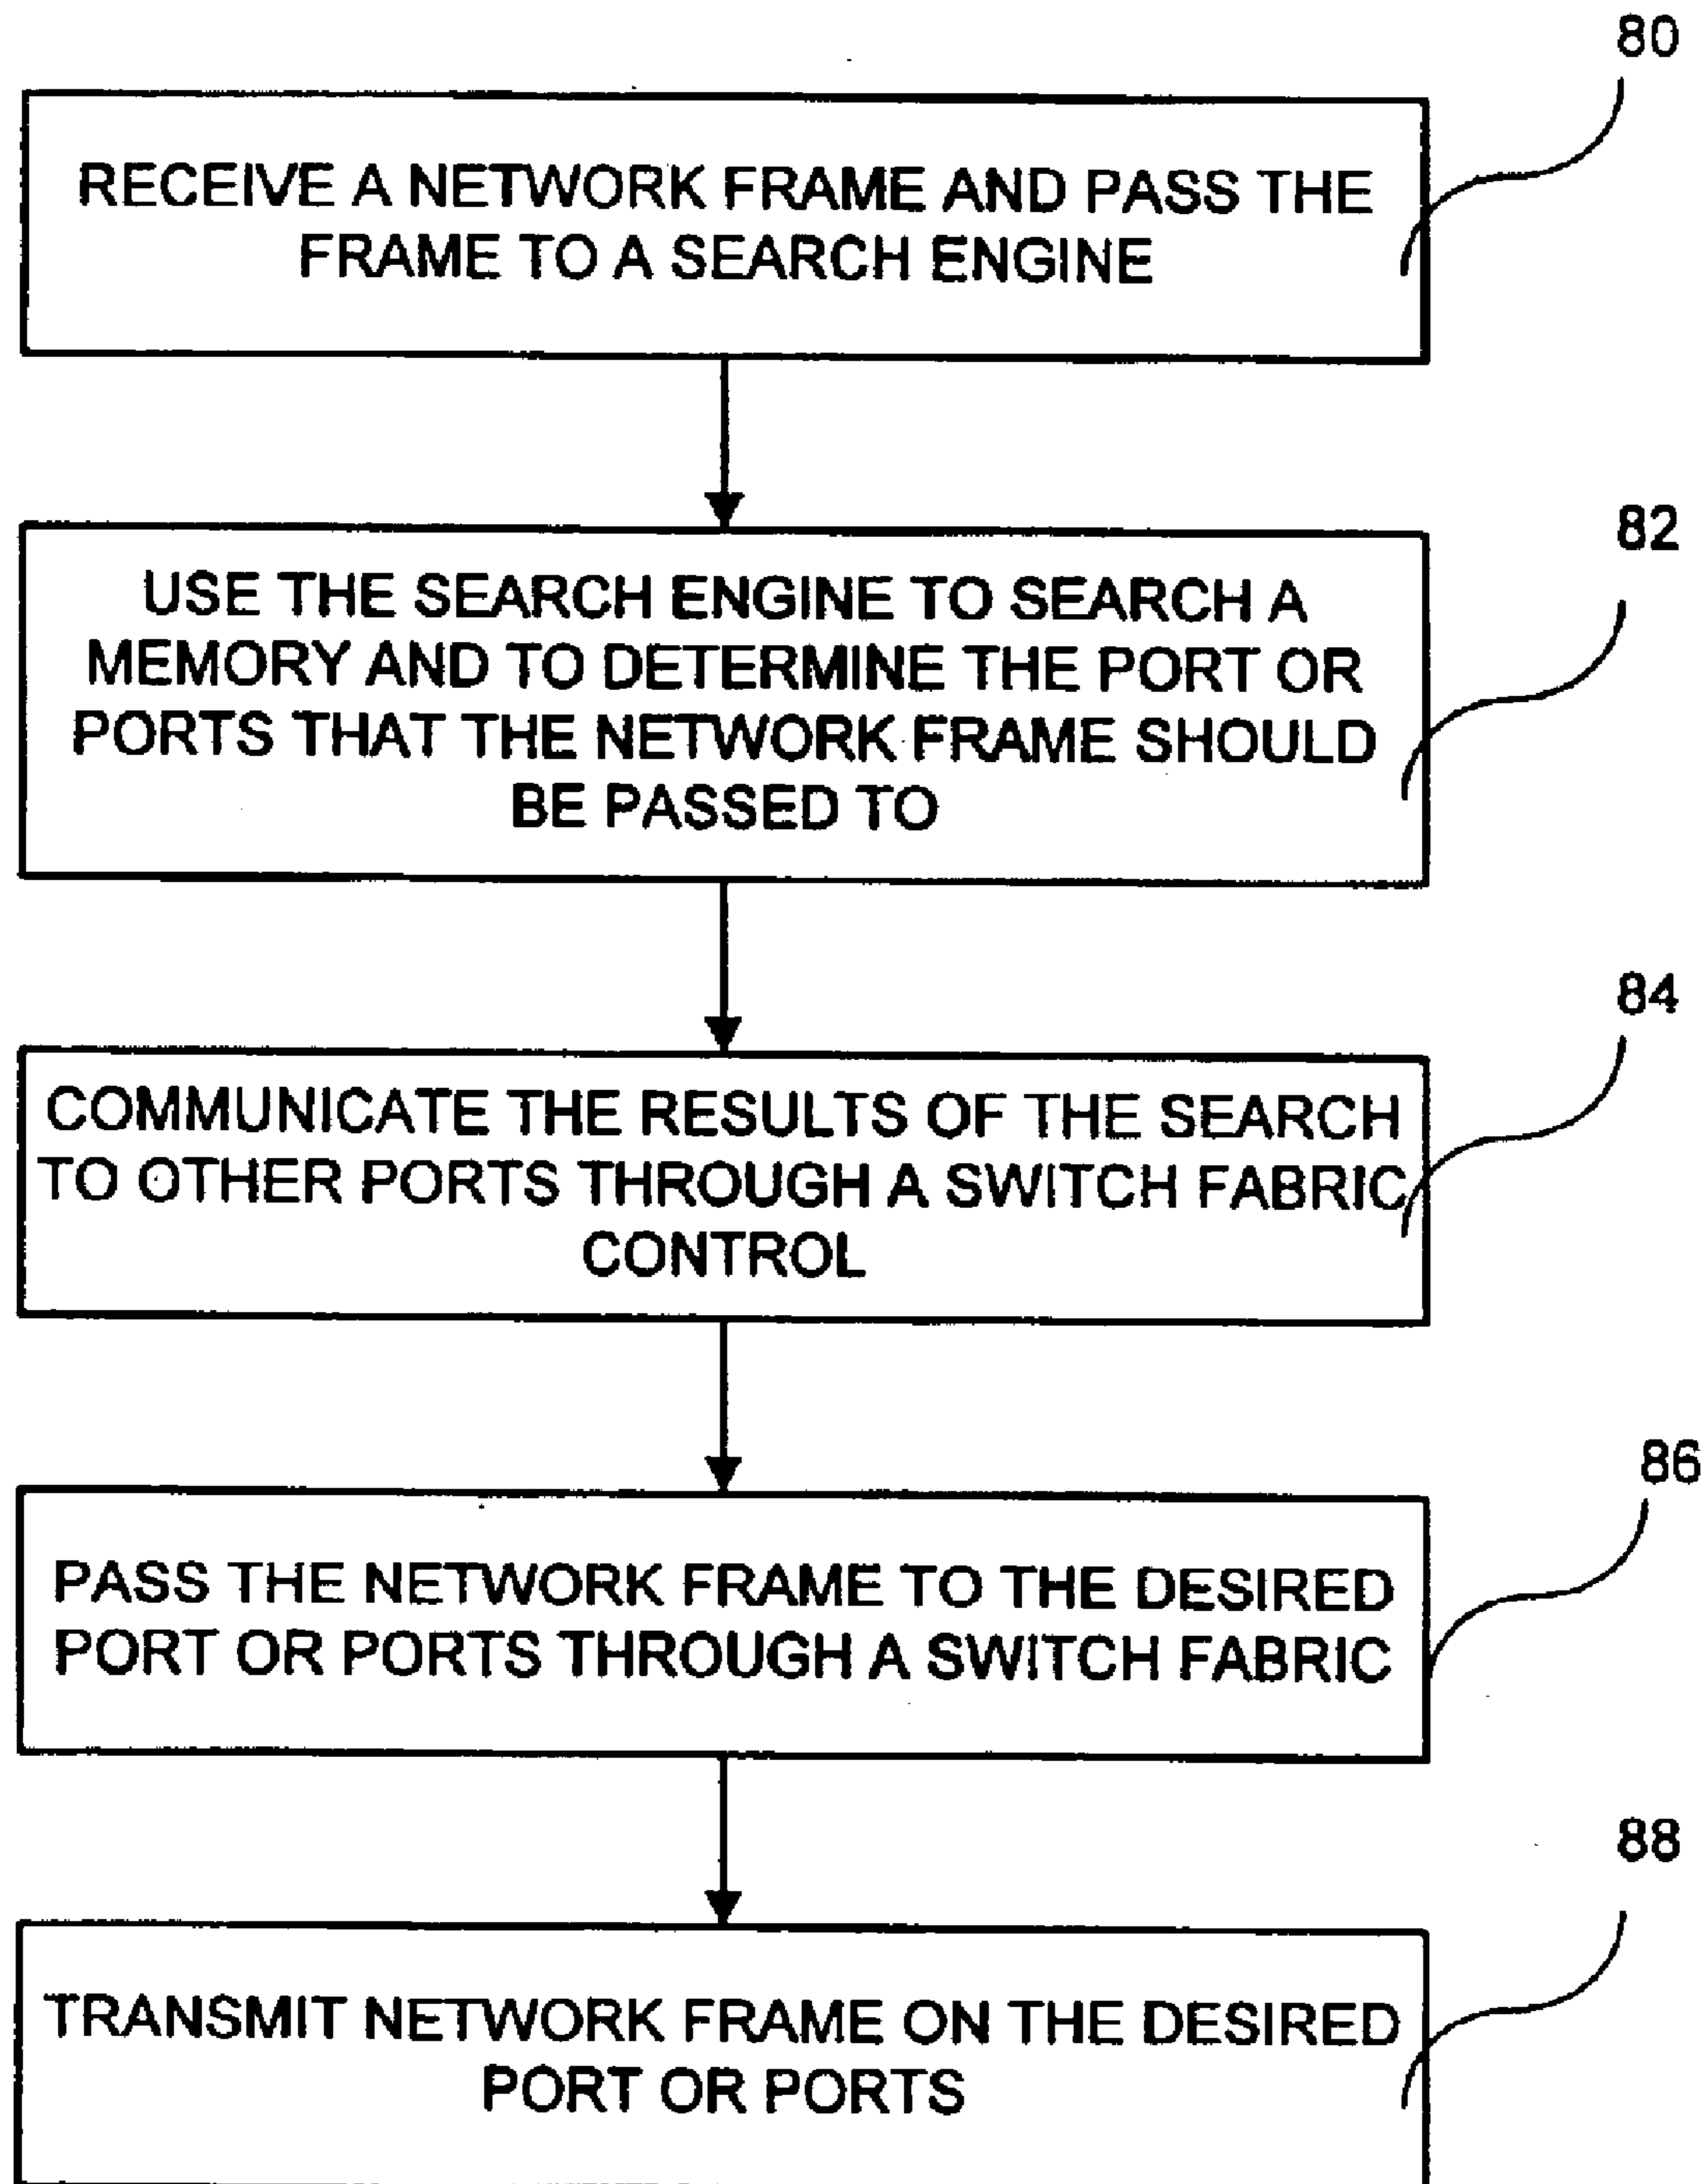 80
RECEIVE A NETWORK FRAME AND PASS THE
FRAME TO A SEARCH ENGINE
82
USE THE SEARCH ENGINE TO SEARCH A
MEMORY AND TO DETERMINE THE PORT OR
PORTS THAT THE NETWORK FRAME SHOULD
BE PASSED TO
84
COMMUNICATE THE RESULTS OF THE SEARCH
TO OTHER PORTS THROUGH A SWITCH FABRIC
CONTROL
86
PASS THE NETWORK FRAME TO THE DESIRED
PORT OR PORTS THROUGH A SWITCH FABRIC
88
TRANSMIT NETWORK FRAME ON THE DESIRED
PORT OR PORTS